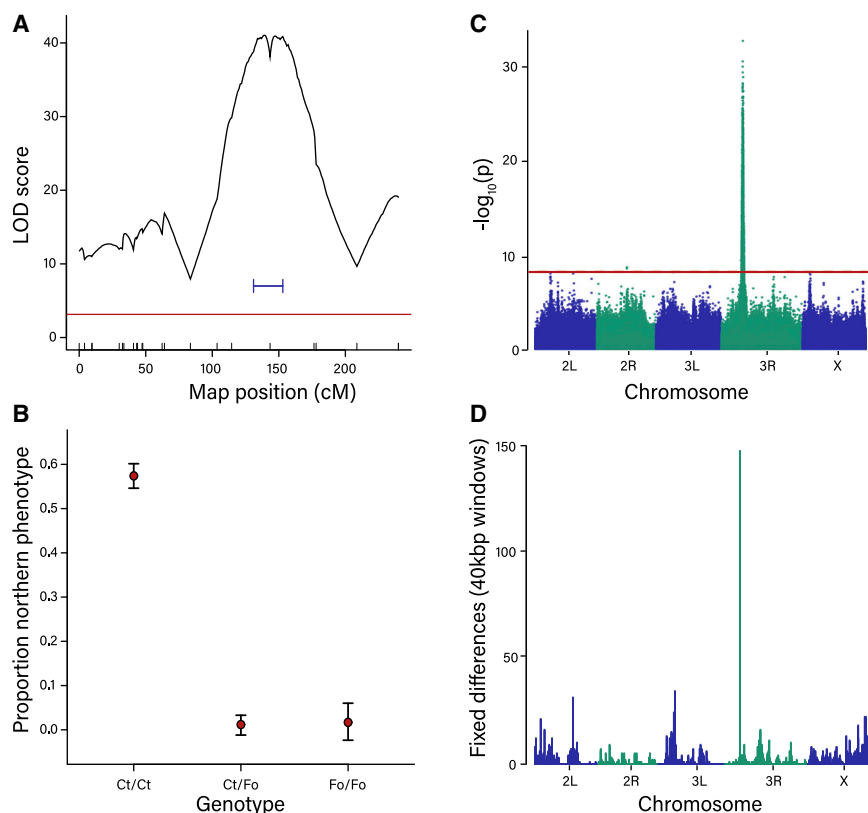 A
LOD score
40
30
20
10
0
0 50 100 150 200
Map position (cM)
C
-log10(p)
30
20
10
0
2L 2R 3L 3R X
Chromosome
B
Proportion northern phenotype
0.6
0.5
0.4
0.3
0.2
0.1
0.0
Ct/Ct Ct/Fo Fo/Fo
Genotype
D
Fixed differences (40kbp windows)
150
100
50
0
2L 2R 3L 3R X
Chromosome